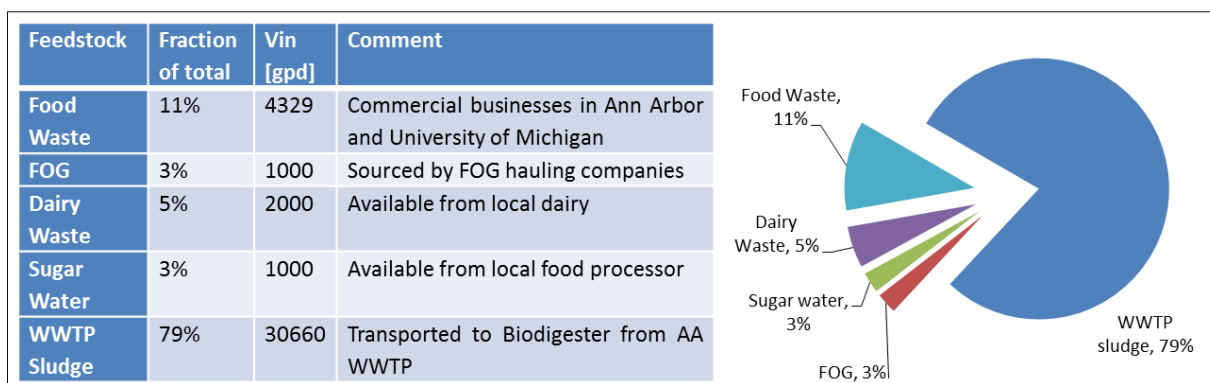 Feedstock
Fraction
of total
Vin
[gpd]
Comment
Food
Waste
11%
4329
Commercial businesses in Ann Arbor
and University of Michigan
FOG
3%
1000
Sourced by FOG hauling companies
Dairy
Waste
5%
2000
Available from local dairy
Sugar
Water
3%
1000
Available from local food processor
WWTP
Sludge
79%
30660
Transported to Biodigester from AA
WWTP
Food Waste,
11%
Dairy
Waste, 5%
Sugar water,
3%
FOG, 3%
WWTP
sludge, 79%